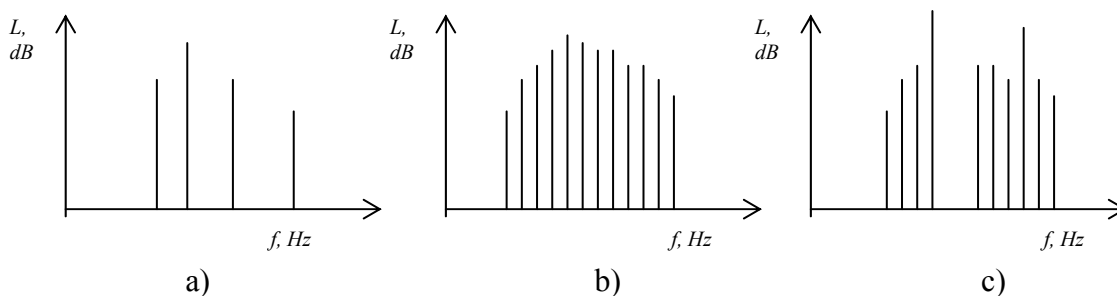 L,
dB
f, Hz
a)
L,
dB
f, Hz
b)
L,
dB
f, Hz
c)